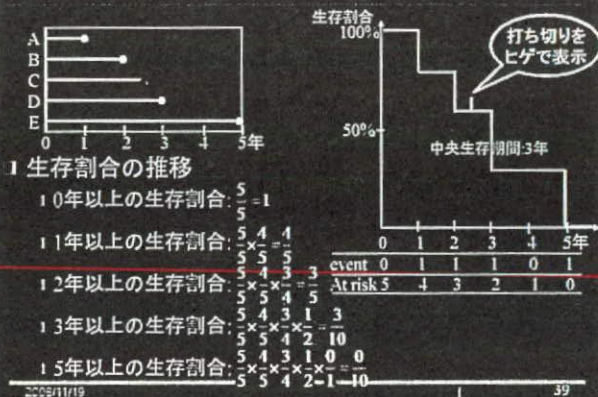 生存割合
100%
打ち切りを
ヒゲで表示
A
B
C
D
E
0 1 2 3 4 5年
50%
中央生存期間:3年
0 1 2 3 4 5年
event 0 1 1 1 0 1
At risk 5 4 3 2 1 0
生存割合の推移
0年以上の生存割合: 5/5 =1
1年以上の生存割合: 5/5 × 4/5 = 4/5
2年以上の生存割合: 5/5 × 4/5 × 3/4 = 3/5
3年以上の生存割合: 5/5 × 4/5 × 3/4 × 1/2 = 3/10
5年以上の生存割合: 5/5 × 4/5 × 3/4 × 1/2 × 0/1 = 0/10
2009/11/19
39